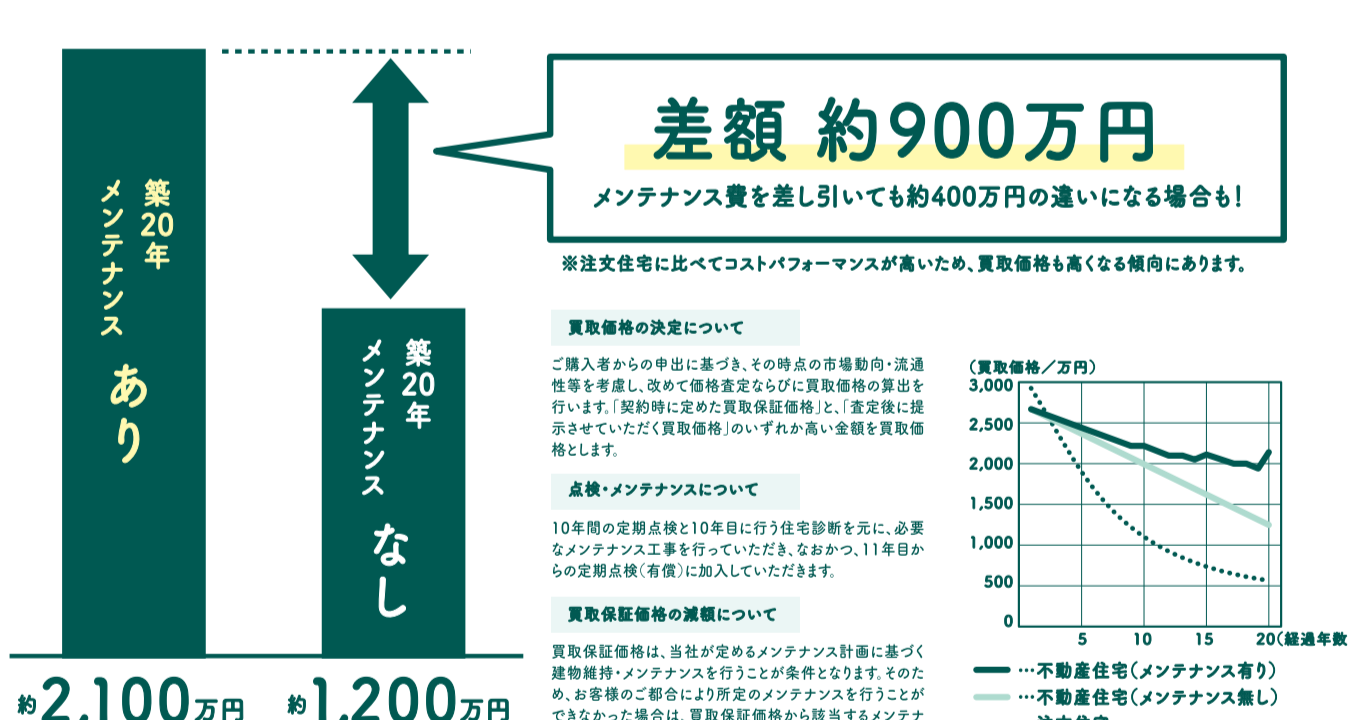 築20年
メンテナンス あり
約2,100万円
築20年
メンテナンス なし
約1,200万円
差額 約900万円
メンテナンス費を差し引いても約400万円の違いになる場合も!
※注文住宅に比べてコストパフォーマンスが高いため、買取価格も高くなる傾向にあります。
買取価格の決定について
ご購入者からの申出に基づき、その時点の市場動向・流通
性等を考慮し、改めて価格査定ならびに買取価格の算出を
行います。「契約時に定めた買取保証価格」と、「査定後に提
示させていただく買取価格」のいずれか高い金額を買取価
格とします。
点検・メンテナンスについて
10年間の定期点検と10年目に行う住宅診断を元に、必要
なメンテナンス工事を行っていただき、なおかつ、11年目か
らの定期点検(有償)に加入していただきます。
買取保証価格の減額について
買取保証価格は、当社が定めるメンテナンス計画に基づく
建物維持・メンテナンスを行うことが条件となります。そのた
め、お客様のご都合により所定のメンテナンスを行うことが
できなかった場合は、買取保証価格から該当するメンテナ
(買取価格/万円)
3,000
2,500
2,000
1,500
1,000
500
0
5 10 15 20(経過年数
…不動産住宅(メンテナンス有り)
…不動産住宅(メンテナンス無し)
…注文住宅